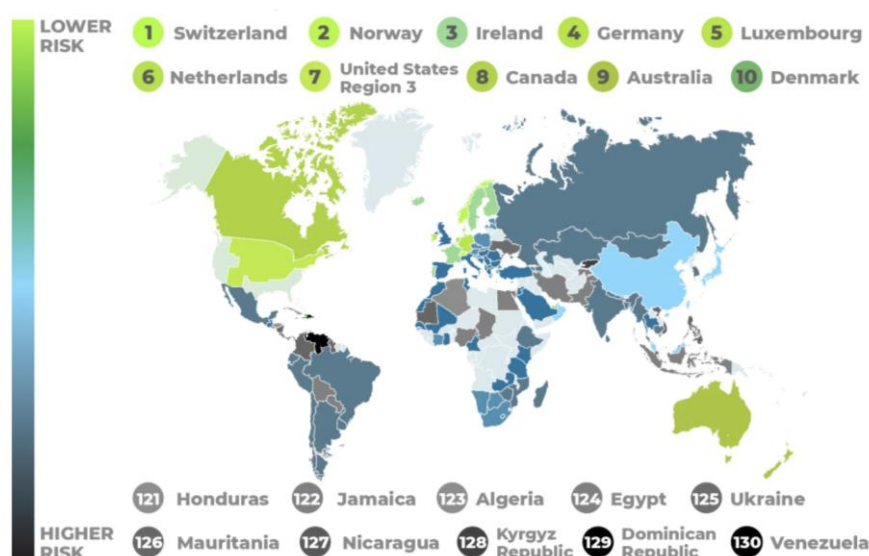 LOWER
RISK
1 Switzerland 2 Norway 3 Ireland 4 Germany 5 Luxembourg
6 Netherlands 7 United States Region 3 8 Canada 9 Australia 10 Denmark
121 Honduras 122 Jamaica 123 Algeria 124 Egypt 125 Ukraine
HIGHER
RISK
126 Mauritania 127 Nicaragua 128 Kyrgyz Republic 129 Dominican Republic 130 Venezuela